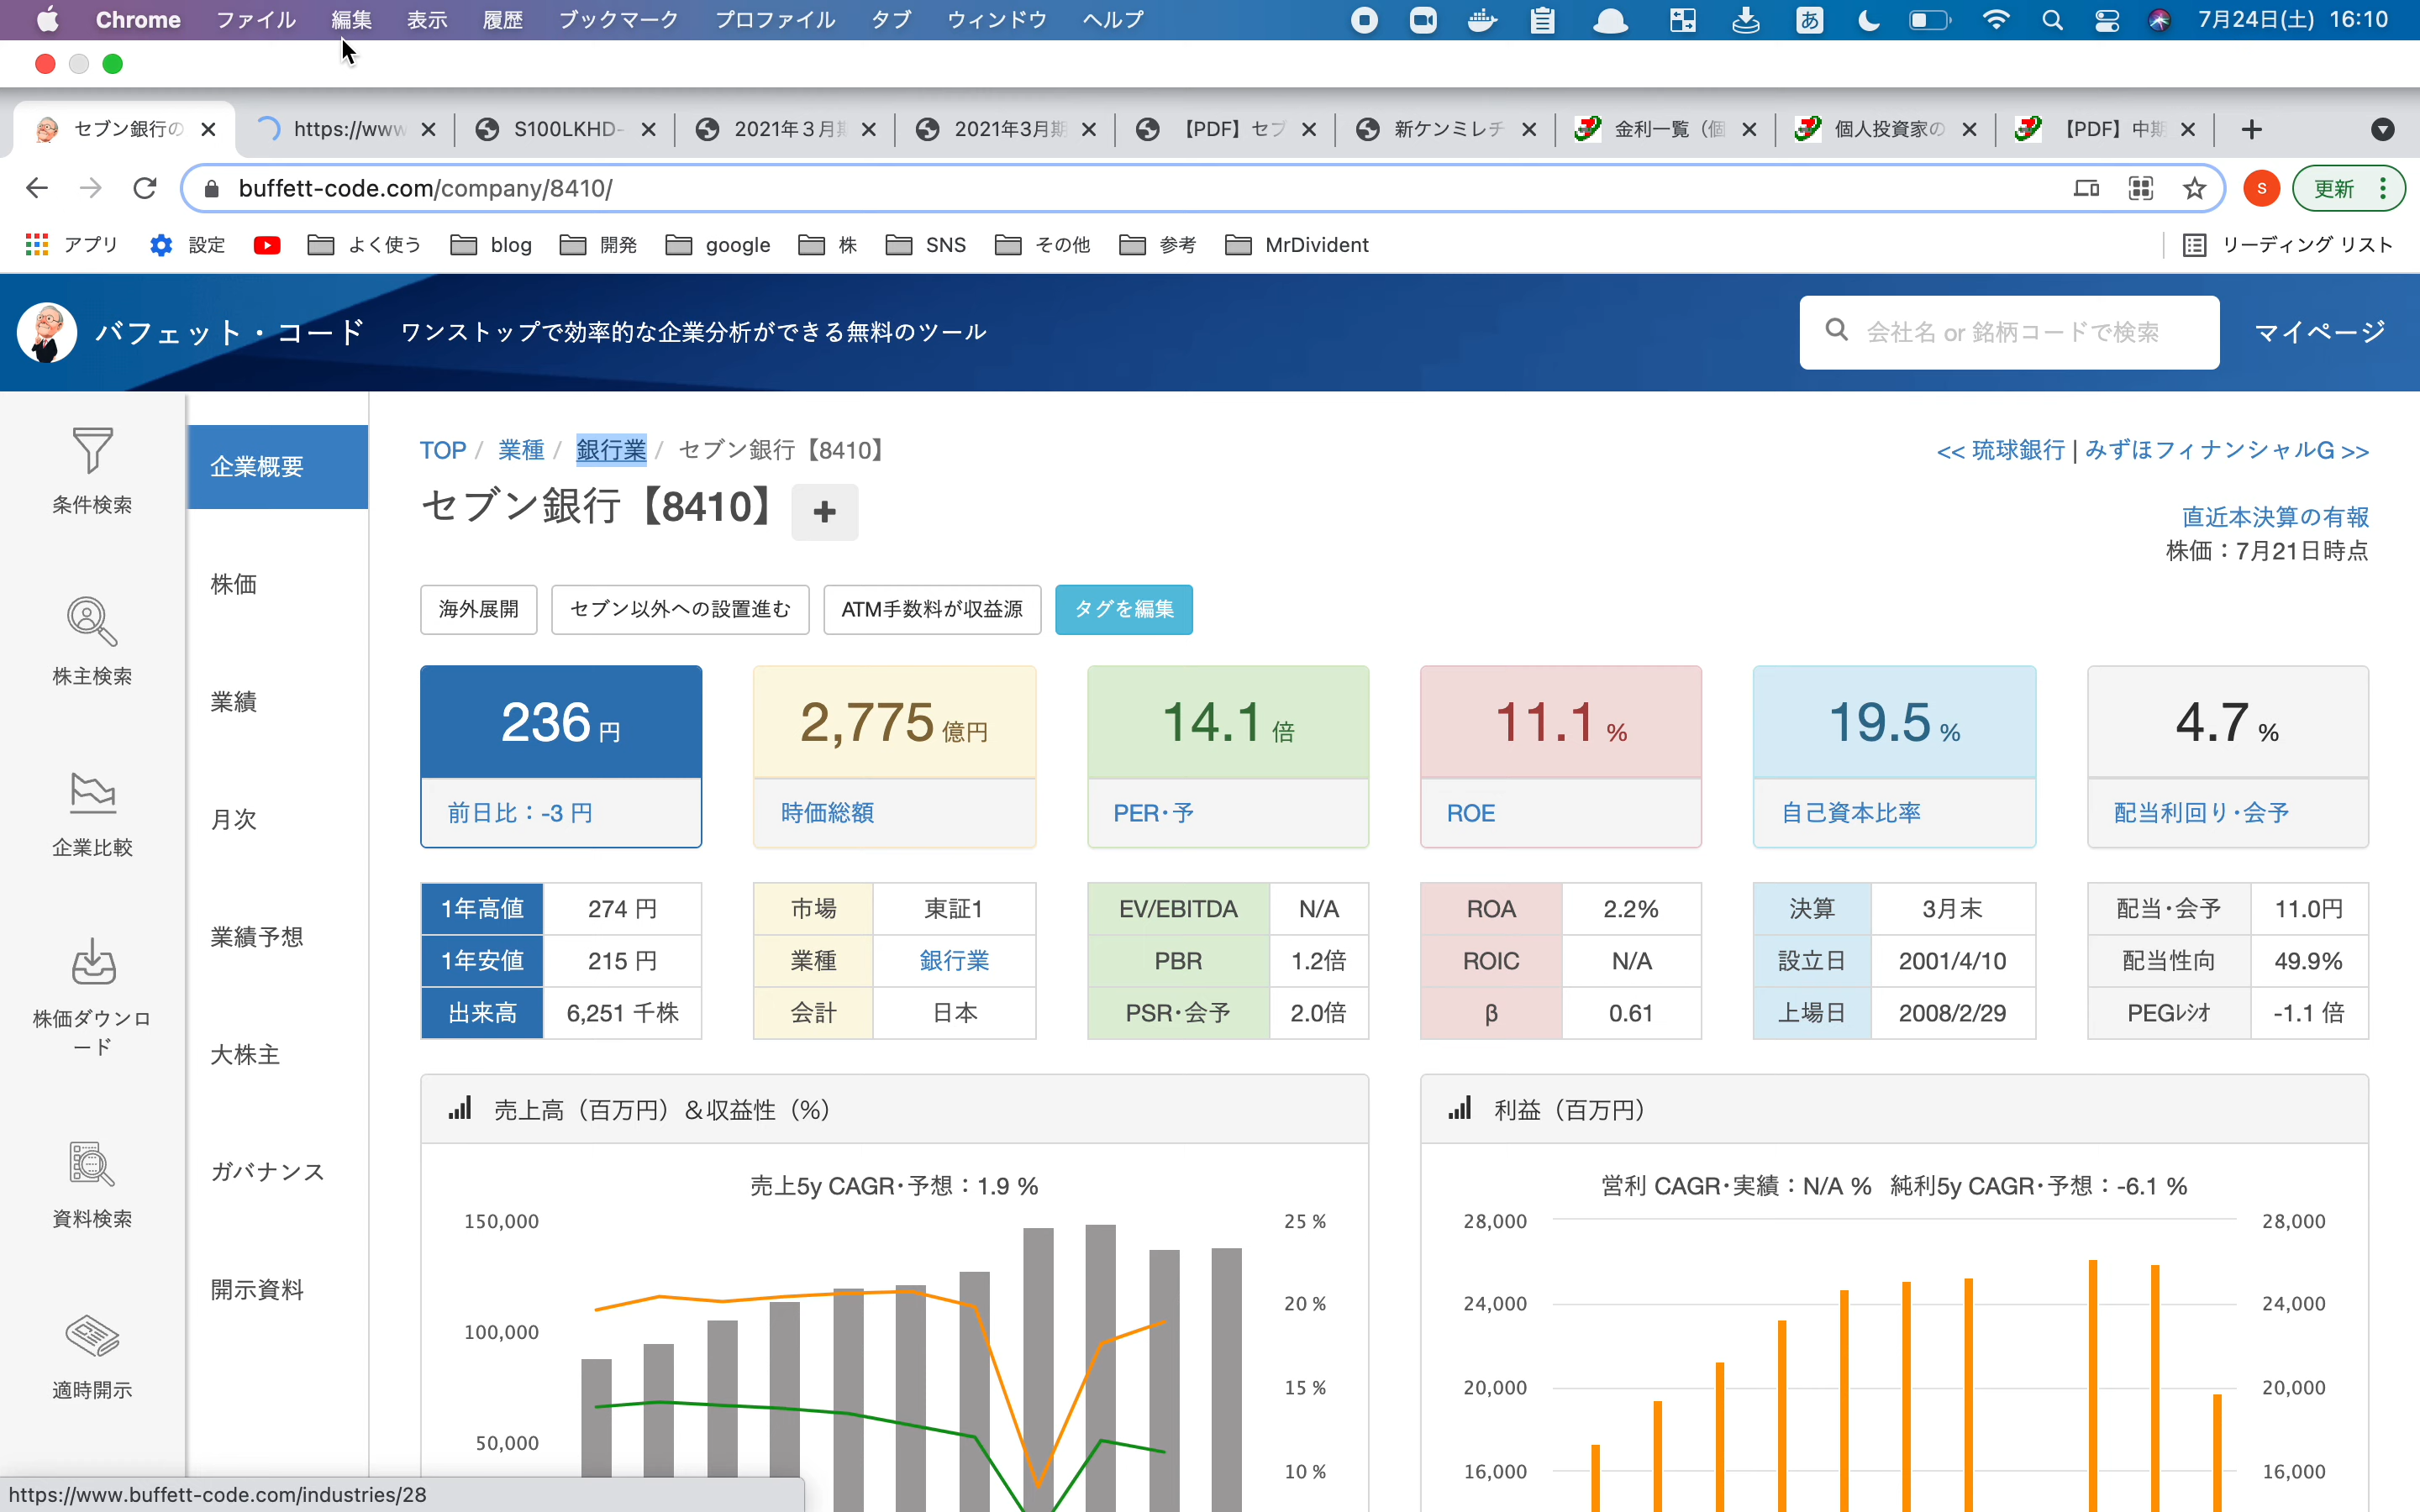 Chrome ファイル 編集 表示 履歴 ブックマーク プロファイル タブ ウィンドウ ヘルプ あ 7月24日(土) 16:10
セブン銀行の https://www S100LKHD- 2021年３月期 2021年3月期 【PDF】セブ 新ケンミレチ 金利一覧（個 個人投資家の 【PDF】中期
buffett-code.com/company/8410/ S 更新
アプリ 設定 よく使う blog 開発 google 株 SNS その他 参考 MrDivident リーディング リスト
バフェット・コード ワンストップで効率的な企業分析ができる無料のツール 会社名 or 銘柄コードで検索 マイページ
条件検索
株主検索
企業比較
株価ダウンロ
ード
資料検索
適時開示
企業概要
株価
業績
月次
業績予想
大株主
ガバナンス
開示資料
TOP / 業種 / 銀行業 / セブン銀行【8410】
<< 琉球銀行 | みずほフィナンシャルG >>
セブン銀行【8410】 +
直近本決算の有報
株価：7月21日時点
海外展開 セブン以外への設置進む ATM手数料が収益源 タグを編集
236 円 2,775 億円 14.1 倍 11.1 % 19.5 % 4.7 %
前日比：-3 円 時価総額 PER･予 ROE 自己資本比率 配当利回り･会予
1年高値 274 円 市場 東証1 EV/EBITDA N/A ROA 2.2% 決算 3月末 配当･会予 11.0円
1年安値 215 円 業種 銀行業 PBR 1.2倍 ROIC N/A 設立日 2001/4/10 配当性向 49.9%
出来高 6,251 千株 会計 日本 PSR･会予 2.0倍 β 0.61 上場日 2008/2/29 PEGﾚｼｵ -1.1 倍
売上高（百万円）＆収益性（%）
売上5y CAGR･予想：1.9 %
150,000 25 %
20 %
100,000
15 %
50,000
10 %
利益（百万円）
営利 CAGR･実績：N/A % 純利5y CAGR･予想：-6.1 %
28,000 28,000
24,000 24,000
20,000 20,000
16,000 16,000
https://www.buffett-code.com/industries/28